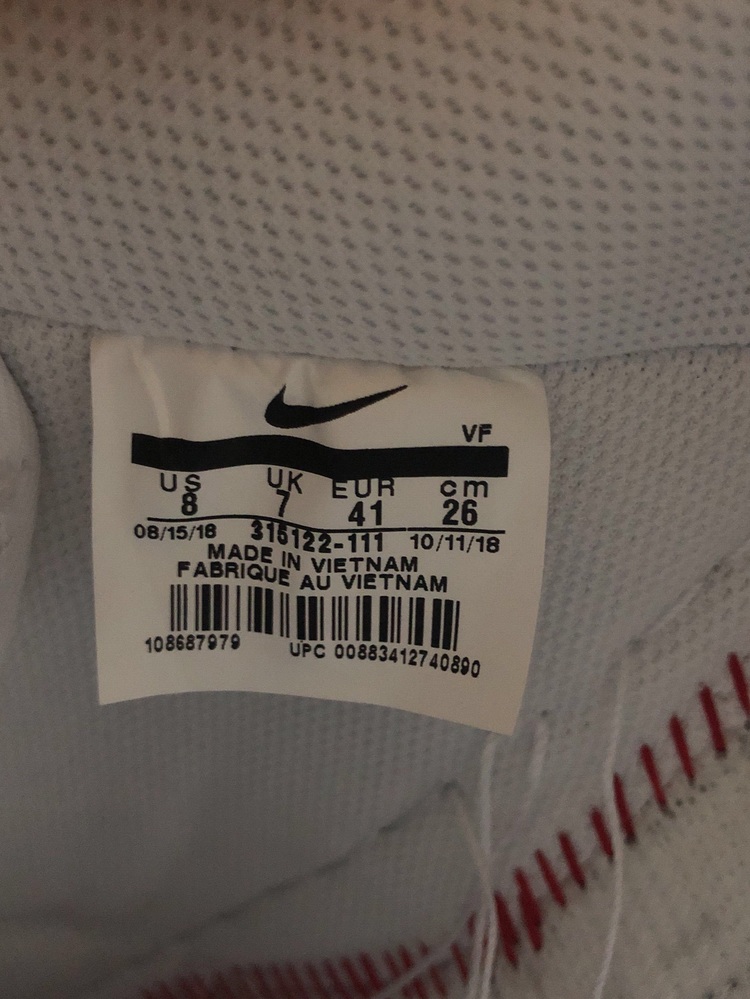 VF
US UK EUR cm
8 7 41 26
08/15/18 315122-111 10/11/18
MADE IN VIETNAM
FABRIQUE AU VIETNAM
108687979 UPC 00883412740890